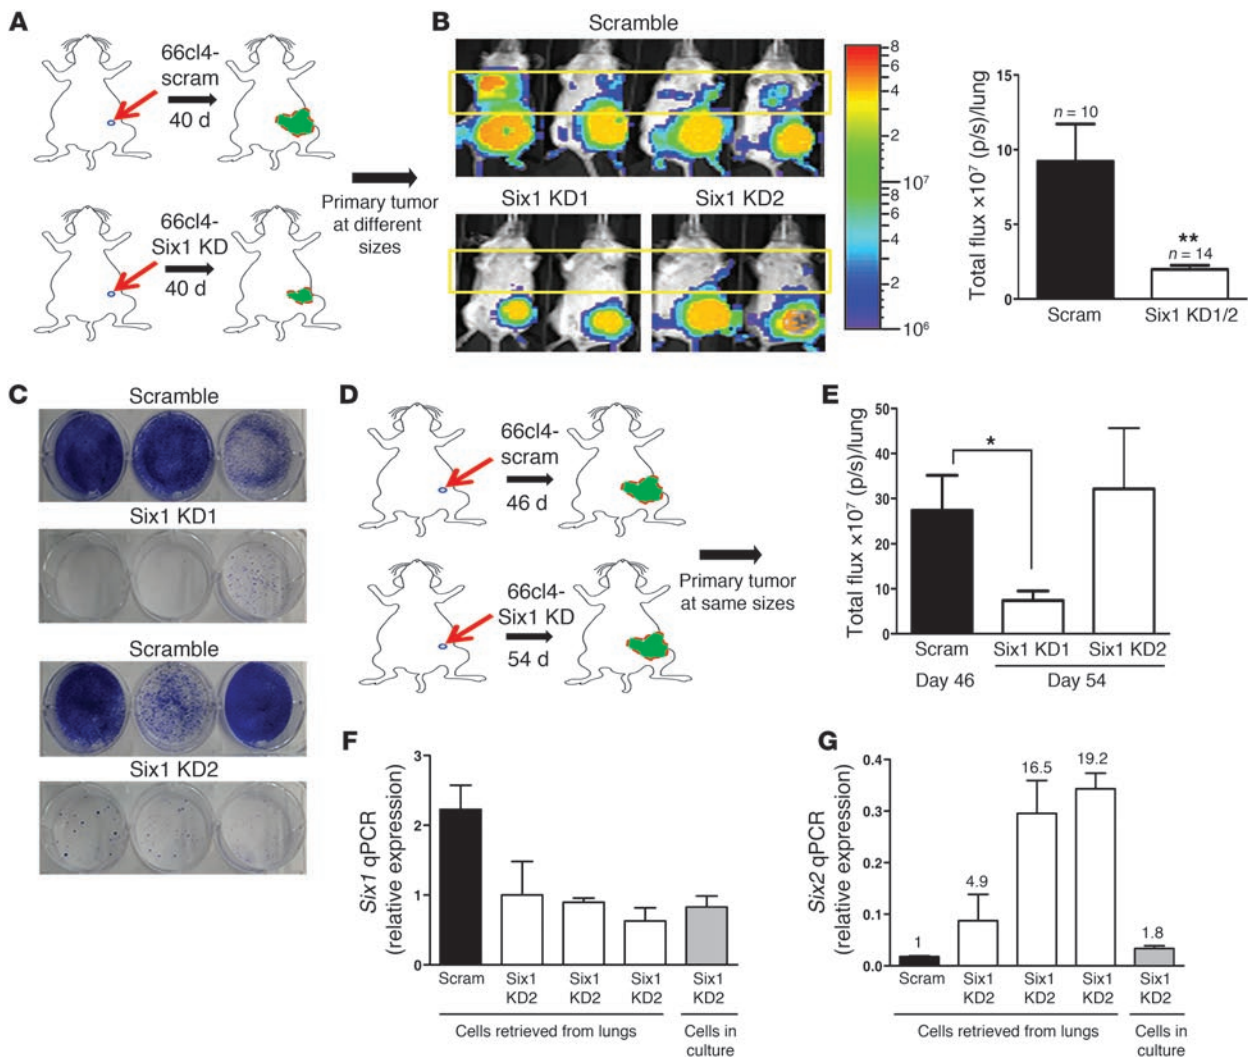 A
66cl4-
scram
40 d
66cl4-
Six1 KD
40 d
Primary tumor
at different
sizes
B
Scramble
Six1 KD1
Six1 KD2
8
6
4
2
10⁷
8
6
4
3
2
10⁶
Total flux ×10⁷ (p/s)/lung
15
10
5
0
n = 10
**
n = 14
Scram
Six1 KD1/2
C
Scramble
Six1 KD1
Scramble
Six1 KD2
D
66cl4-
scram
46 d
66cl4-
Six1 KD
54 d
Primary tumor
at same sizes
E
Total flux ×10⁷ (p/s)/lung
50
40
30
20
10
0
*
Scram
Six1 KD1
Six1 KD2
Day 46
Day 54
F
Six1 qPCR
(relative expression)
3
2
1
0
Scram
Six1
KD2
Six1
KD2
Six1
KD2
Six1
KD2
Cells retrieved from lungs
Cells in
culture
G
Six2 qPCR
(relative expression)
0.4
0.3
0.2
0.1
0.0
1
4.9
16.5
19.2
1.8
Scram
Six1
KD2
Six1
KD2
Six1
KD2
Six1
KD2
Cells retrieved from lungs
Cells in
culture